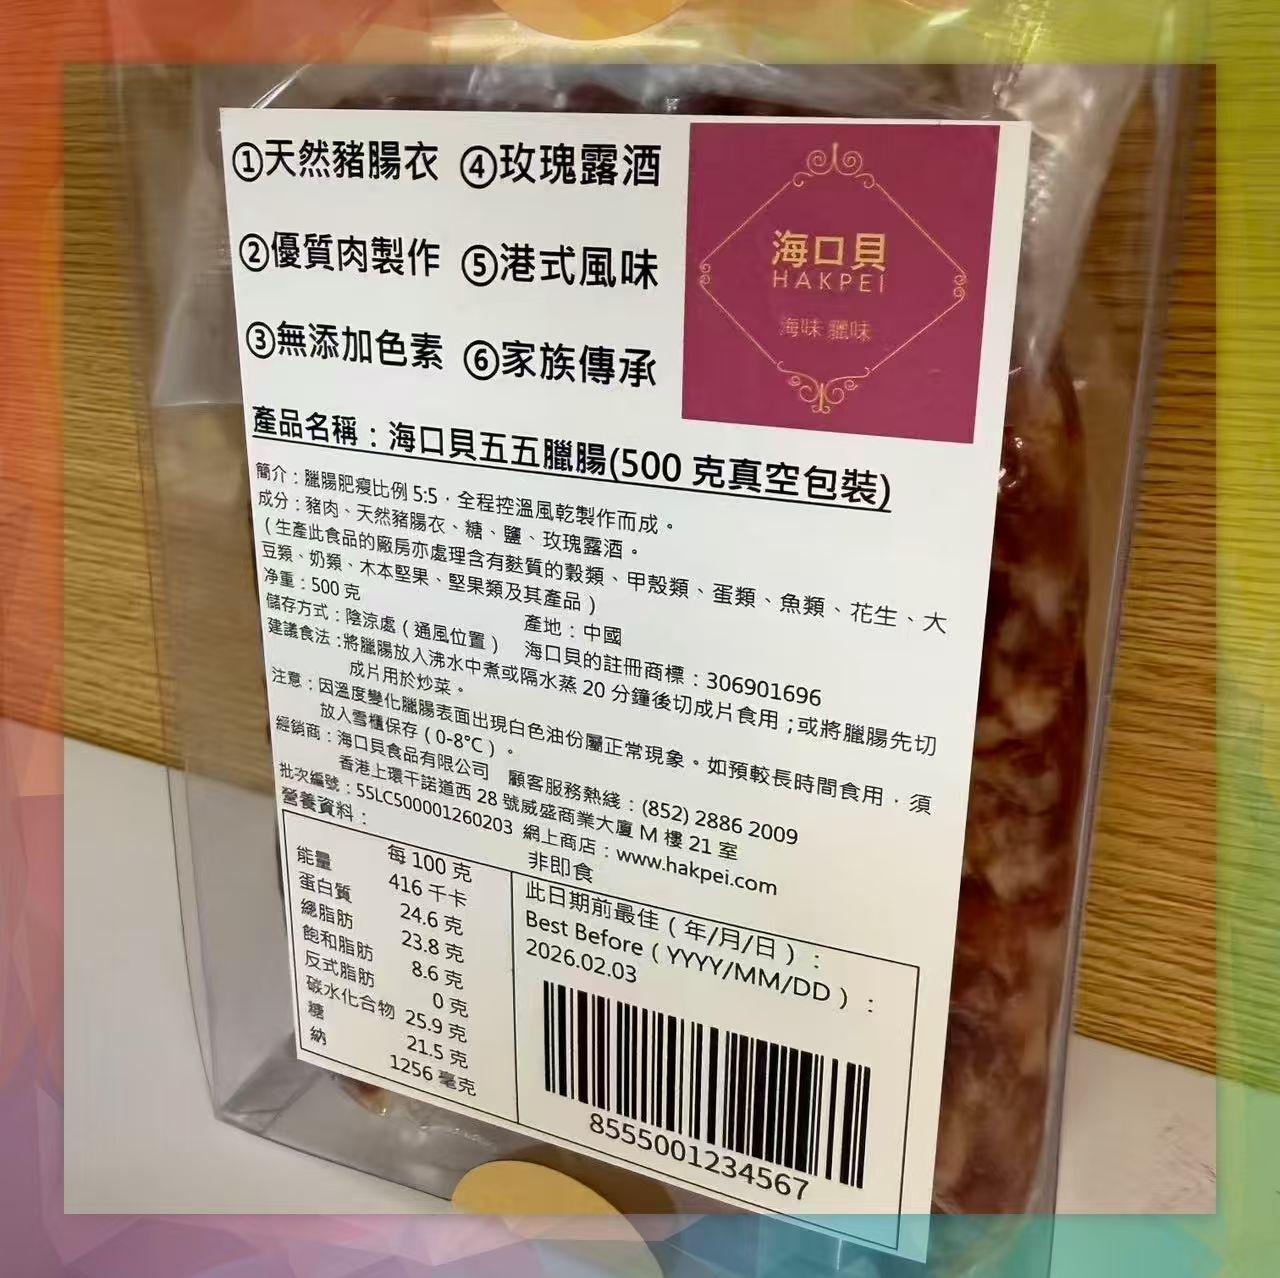 ①天然豬腸衣 ④玫瑰露酒
②優質肉製作 ⑤港式風味
③無添加色素 ⑥家族傳承
海口貝
HAKPEI
海味 臘味
產品名稱：海口貝五五臘腸(500 克真空包裝)
簡介：臘腸肥瘦比例 5:5，全程控溫風乾製作而成。
成分：豬肉、天然豬腸衣、糖、鹽、玫瑰露酒。
(生產此食品的廠房亦處理含有麩質的穀類、甲殼類、蛋類、魚類、花生、大
豆類、奶類、木本堅果、堅果類及其產品)
淨重：500 克 產地：中國
儲存方式：陰涼處(通風位置) 海口貝的註冊商標：306901696
建議食法：將臘腸放入沸水中煮或隔水蒸 20 分鐘後切成片食用；或將臘腸先切
成片用於炒菜。
注意：因溫度變化臘腸表面出現白色油份屬正常現象。如預較長時間食用，須
放入雪櫃保存(0-8°C)。
經銷商：海口貝食品有限公司 顧客服務熱綫：(852) 2886 2009
香港上環干諾道西 28 號威盛商業大廈 M 樓 21 室
批次編號：55LC500001260203 網上商店：www.hakpei.com
營養資料： 非即食
每 100 克
能量 416 千卡
蛋白質 24.6 克
總脂肪 23.8 克
飽和脂肪 8.6 克
反式脂肪 0 克
碳水化合物 25.9 克
糖 21.5 克
納 1256 毫克
此日期前最佳(年/月/日)：
Best Before (YYYY/MM/DD)：
2026.02.03
8555001234567